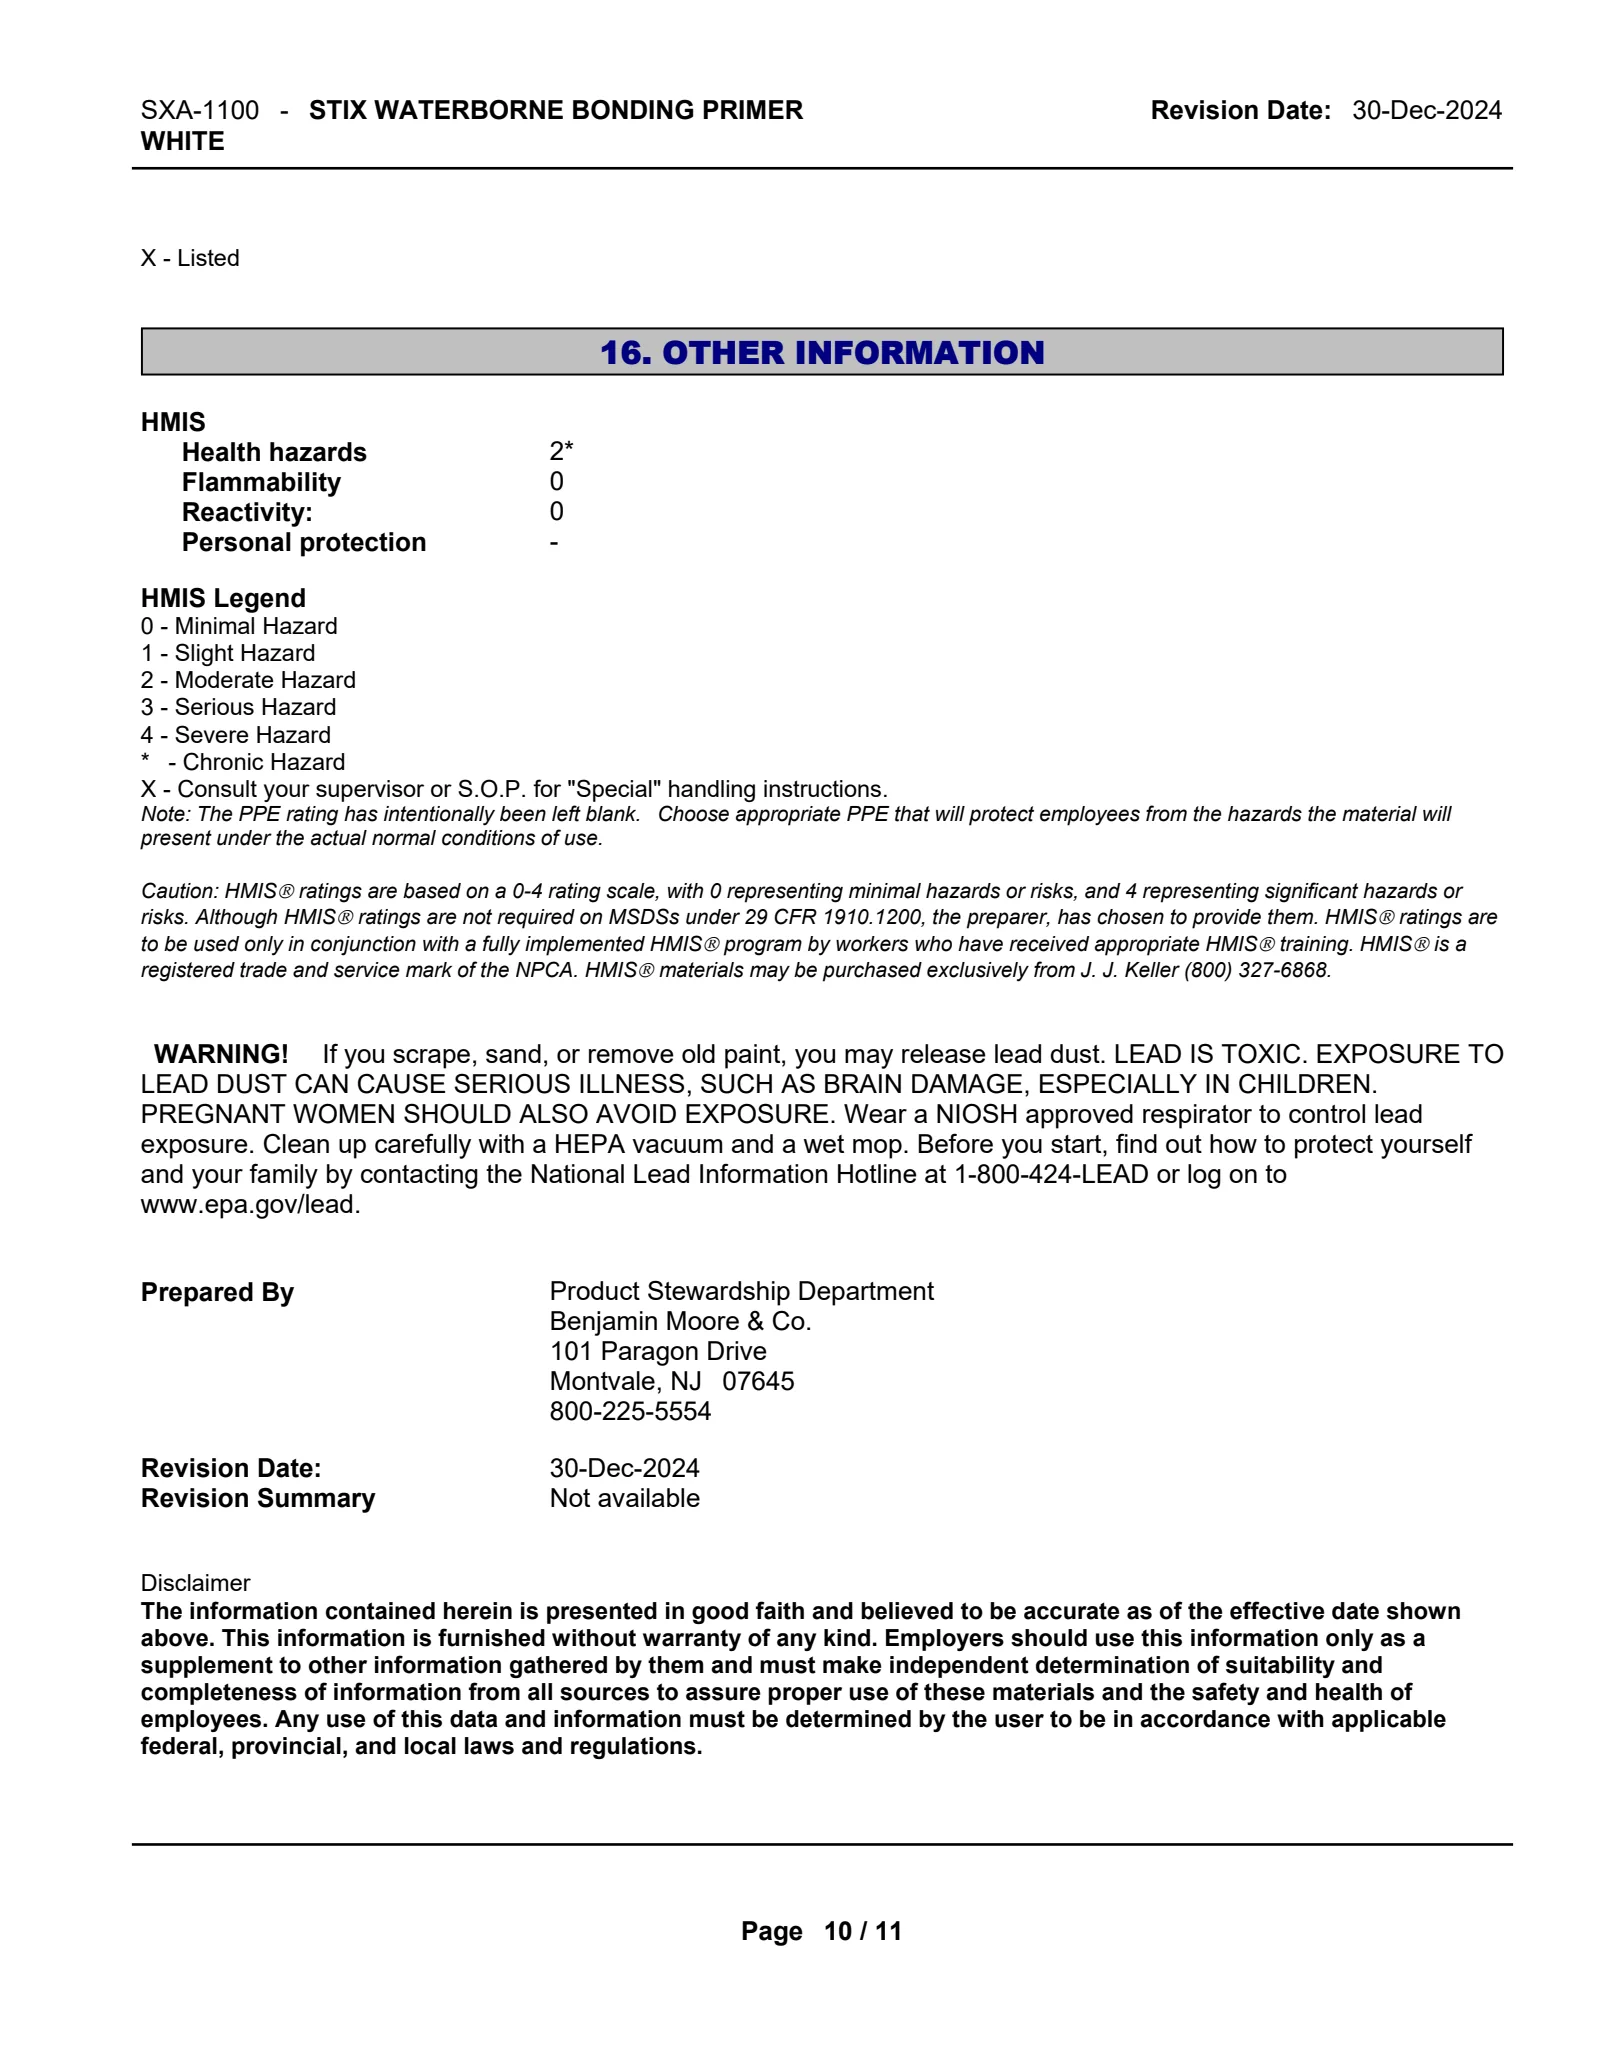 SXA-1100 - STIX WATERBORNE BONDING PRIMER
WHITE
Revision Date: 30-Dec-2024
X - Listed
16. OTHER INFORMATION
HMIS
Health hazards 2*
Flammability 0
Reactivity: 0
Personal protection -
HMIS Legend
0 - Minimal Hazard
1 - Slight Hazard
2 - Moderate Hazard
3 - Serious Hazard
4 - Severe Hazard
* - Chronic Hazard
X - Consult your supervisor or S.O.P. for "Special" handling instructions.
Note: The PPE rating has intentionally been left blank. Choose appropriate PPE that will protect employees from the hazards the material will
present under the actual normal conditions of use.
Caution: HMIS® ratings are based on a 0-4 rating scale, with 0 representing minimal hazards or risks, and 4 representing significant hazards or
risks. Although HMIS® ratings are not required on MSDSs under 29 CFR 1910.1200, the preparer, has chosen to provide them. HMIS® ratings are
to be used only in conjunction with a fully implemented HMIS® program by workers who have received appropriate HMIS® training. HMIS® is a
registered trade and service mark of the NPCA. HMIS® materials may be purchased exclusively from J. J. Keller (800) 327-6868.
WARNING! If you scrape, sand, or remove old paint, you may release lead dust. LEAD IS TOXIC. EXPOSURE TO
LEAD DUST CAN CAUSE SERIOUS ILLNESS, SUCH AS BRAIN DAMAGE, ESPECIALLY IN CHILDREN.
PREGNANT WOMEN SHOULD ALSO AVOID EXPOSURE. Wear a NIOSH approved respirator to control lead
exposure. Clean up carefully with a HEPA vacuum and a wet mop. Before you start, find out how to protect yourself
and your family by contacting the National Lead Information Hotline at 1-800-424-LEAD or log on to
www.epa.gov/lead.
Prepared By Product Stewardship Department
Benjamin Moore & Co.
101 Paragon Drive
Montvale, NJ 07645
800-225-5554
Revision Date: 30-Dec-2024
Revision Summary Not available
Disclaimer
The information contained herein is presented in good faith and believed to be accurate as of the effective date shown
above. This information is furnished without warranty of any kind. Employers should use this information only as a
supplement to other information gathered by them and must make independent determination of suitability and
completeness of information from all sources to assure proper use of these materials and the safety and health of
employees. Any use of this data and information must be determined by the user to be in accordance with applicable
federal, provincial, and local laws and regulations.
Page 10 / 11